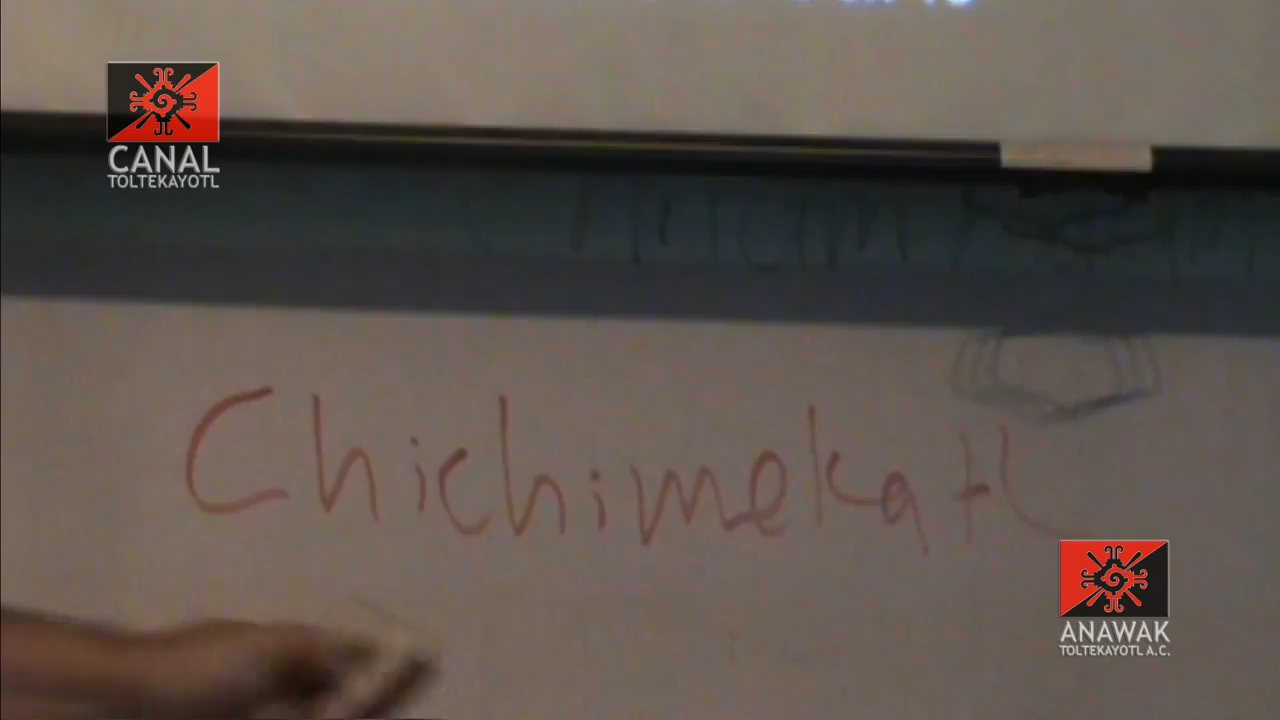 CANAL
TOLTEKAYOTL
Chichimekatl
ANAWAK
TOLTEKAYOTL A.C.